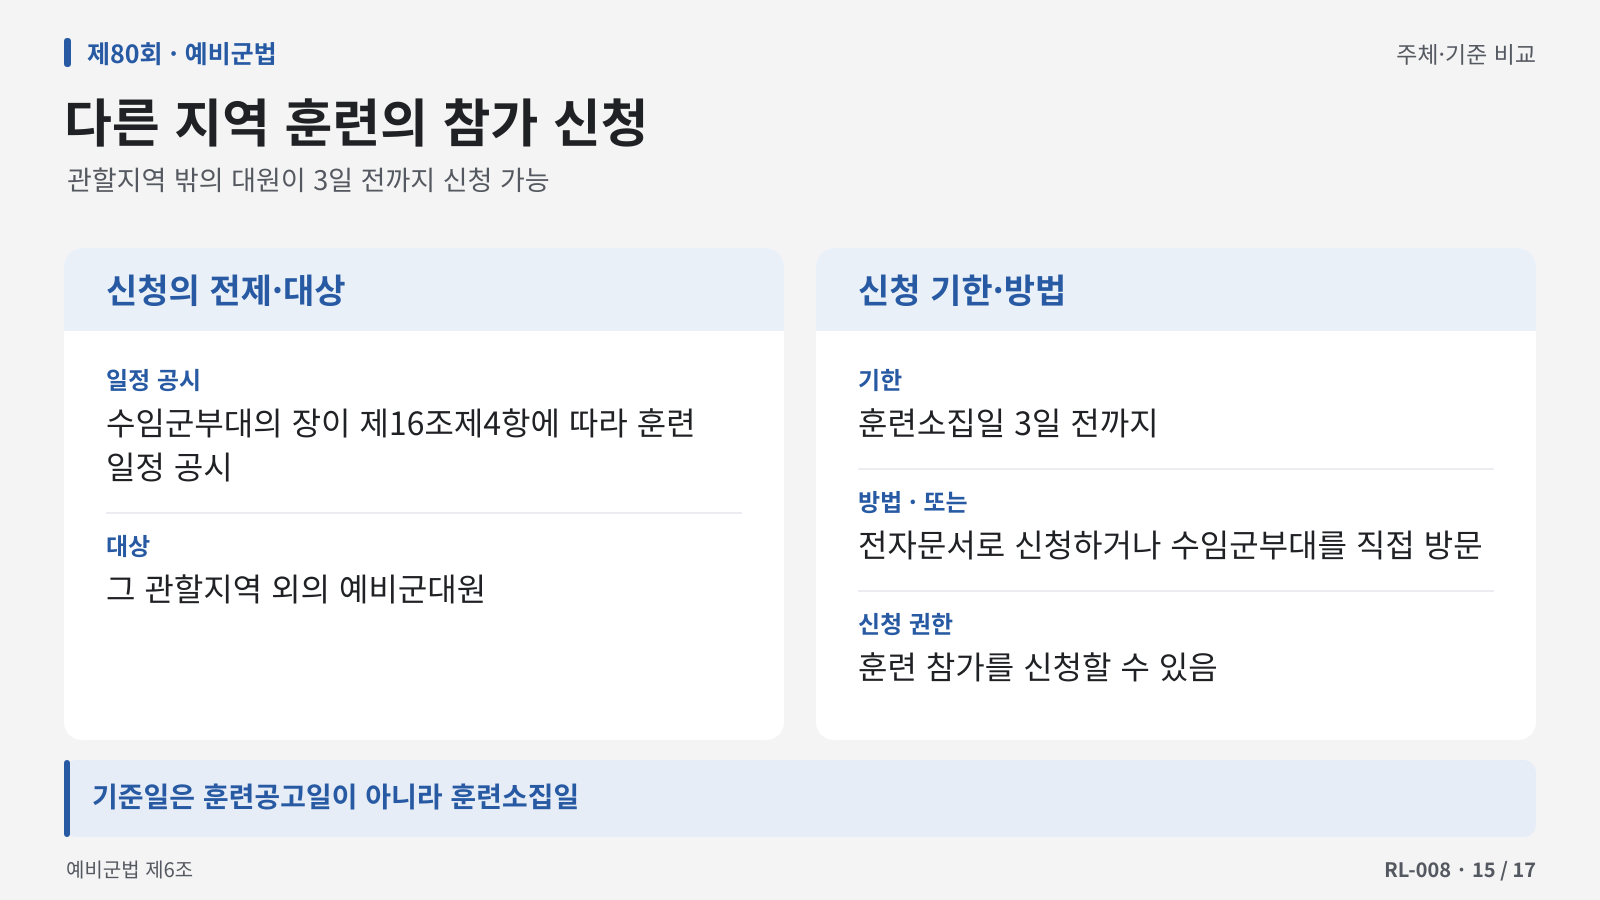 제80회 · 예비군법
주체·기준 비교
다른 지역 훈련의 참가 신청
관할지역 밖의 대원이 3일 전까지 신청 가능
신청의 전제·대상
일정 공시
수임군부대의 장이 제16조제4항에 따라 훈련
일정 공시
대상
그 관할지역 외의 예비군대원
신청 기한·방법
기한
훈련소집일 3일 전까지
방법 · 또는
전자문서로 신청하거나 수임군부대를 직접 방문
신청 권한
훈련 참가를 신청할 수 있음
기준일은 훈련공고일이 아니라 훈련소집일
예비군법 제6조
RL-008 · 15 / 17